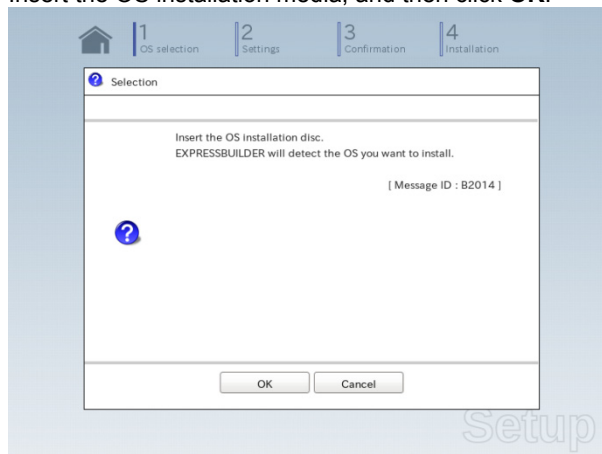 Insert the OS installation media, and then click OK.
1
OS selection
2
Settings
3
Confirmation
4
Installation
Selection
Insert the OS installation disc.
EXPRESSBUILDER will detect the OS you want to install.
[ Message ID : B2014 ]
OK
Cancel
Setup